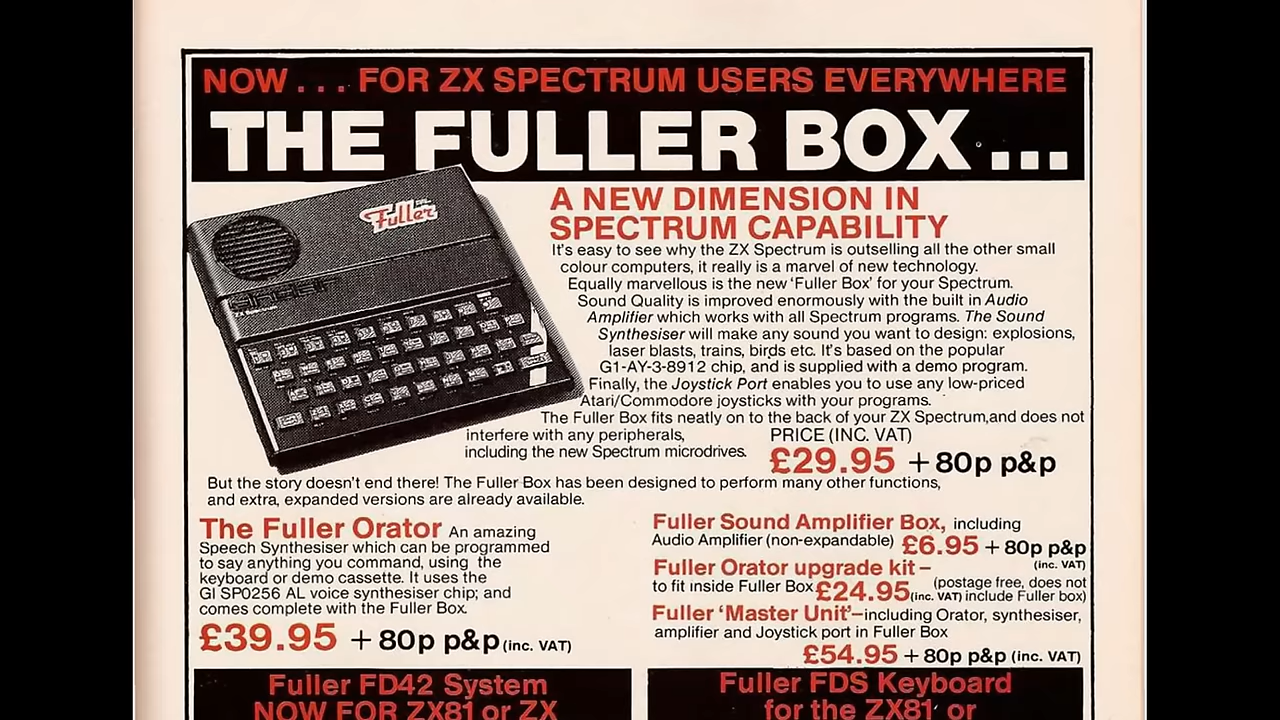 NOW . . . FOR ZX SPECTRUM USERS EVERYWHERE
THE FULLER BOX ...
Fuller
sinclair
ZX Spectrum
A NEW DIMENSION IN
SPECTRUM CAPABILITY
It's easy to see why the ZX Spectrum is outselling all the other small
colour computers, it really is a marvel of new technology.
Equally marvellous is the new 'Fuller Box' for your Spectrum.
Sound Quality is improved enormously with the built in Audio
Amplifier which works with all Spectrum programs. The Sound
Synthesiser will make any sound you want to design: explosions,
laser blasts, trains, birds etc. It's based on the popular
G1-AY-3-8912 chip, and is supplied with a demo program.
Finally, the Joystick Port enables you to use any low-priced
Atari/Commodore joysticks with your programs.
The Fuller Box fits neatly on to the back of your ZX Spectrum,and does not
interfere with any peripherals,
including the new Spectrum microdrives.
PRICE (INC. VAT)
£29.95 + 80p p&p
But the story doesn't end there! The Fuller Box has been designed to perform many other functions,
and extra, expanded versions are already available.
The Fuller Orator An amazing
Speech Synthesiser which can be programmed
to say anything you command, using the
keyboard or demo cassette. It uses the
GI SP0256 AL voice synthesiser chip; and
comes complete with the Fuller Box.
£39.95 + 80p p&p (inc. VAT)
Fuller Sound Amplifier Box, including
Audio Amplifier (non-expandable) £6.95 + 80p p&p
(inc. VAT)
Fuller Orator upgrade kit –
to fit inside Fuller Box £24.95 (inc. VAT) (postage free, does not
include Fuller box)
Fuller 'Master Unit'–including Orator, synthesiser,
amplifier and Joystick port in Fuller Box
£54.95 + 80p p&p (inc. VAT)
Fuller FD42 System
NOW FOR ZX81 or ZX
Fuller FDS Keyboard
for the ZX81 or